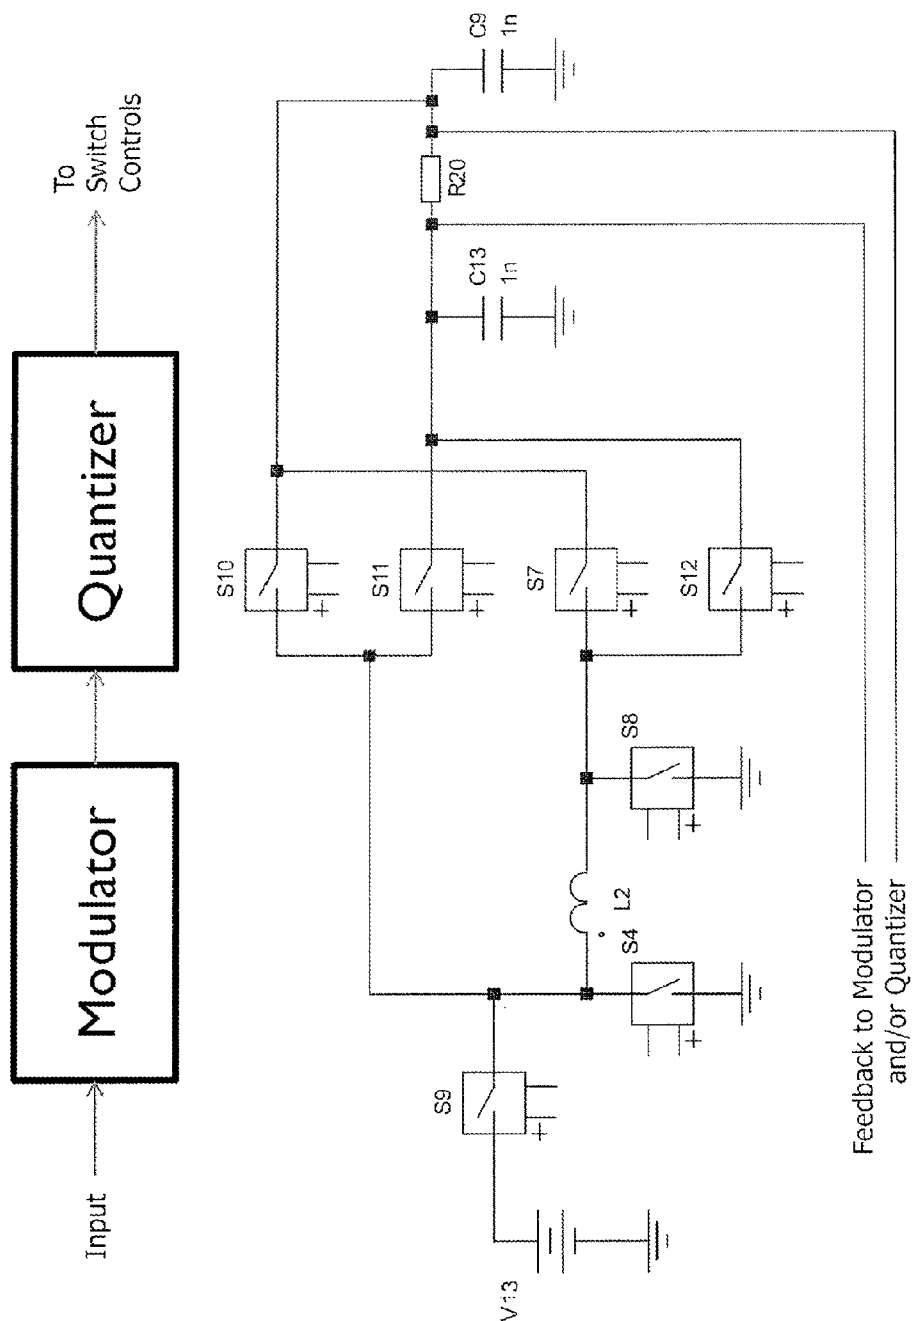 Input
Modulator
Quantizer
To
Switch
Controls
V13
S9
S4
L2
S8
S10
S11
S7
S12
C13
1n
R20
C9
1n
+
+
+
+
+
+
+
Feedback to Modulator
and/or Quantizer